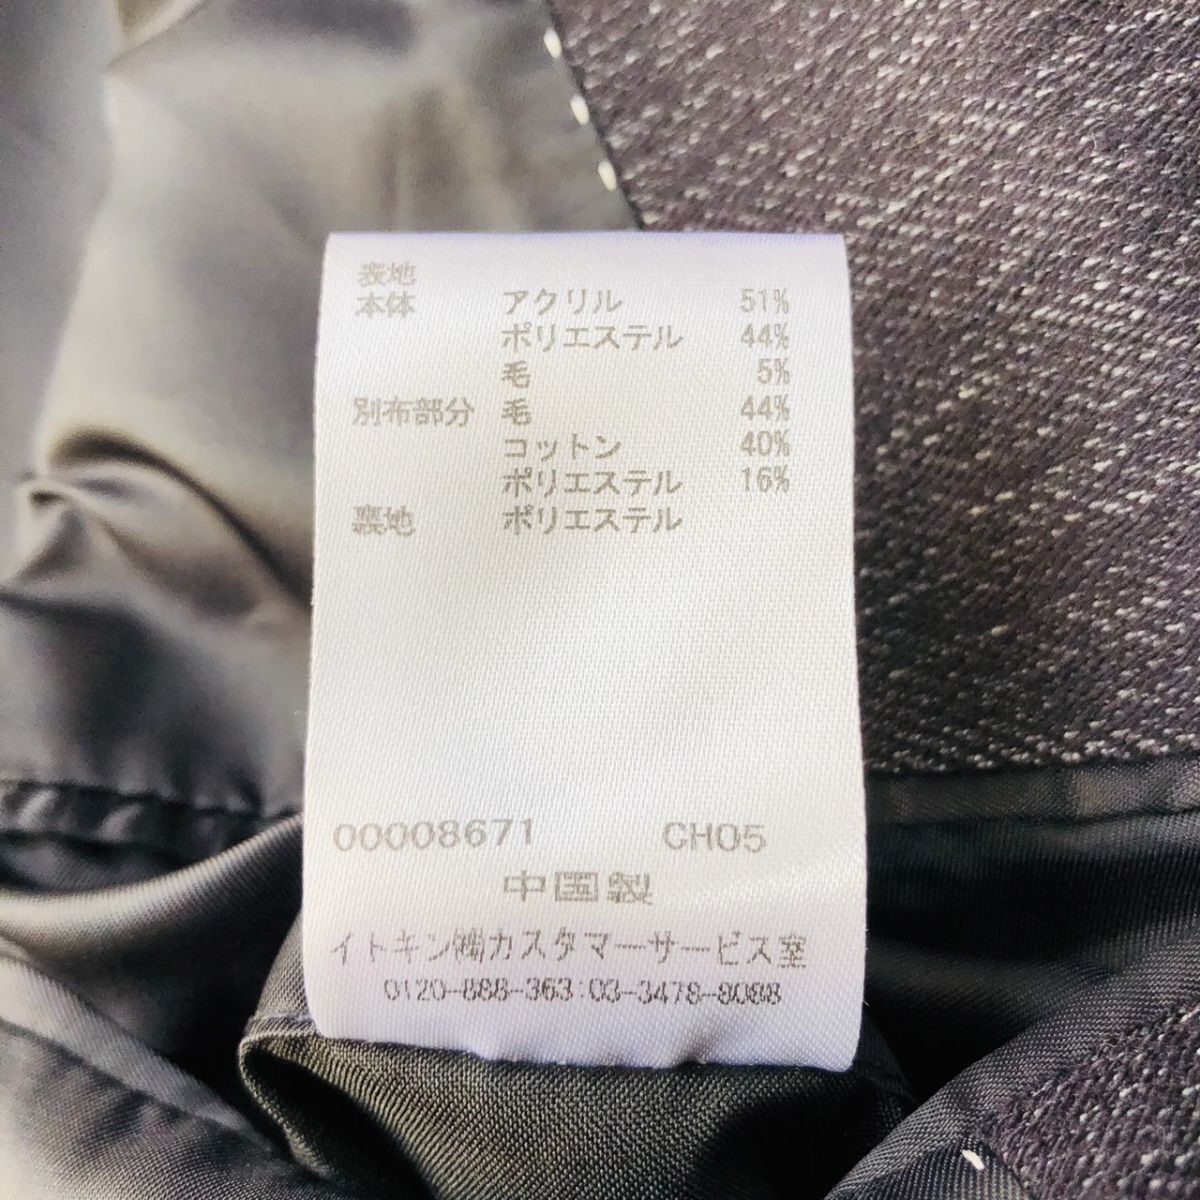 表地
本体 アクリル 51%
ポリエステル 44%
毛 5%
別布部分 毛 44%
コットン 40%
ポリエステル 16%
裏地 ポリエステル
00008671 CH05
中国製
イトキン㈱カスタマーサービス室
0120-888-363:03-3478-8088